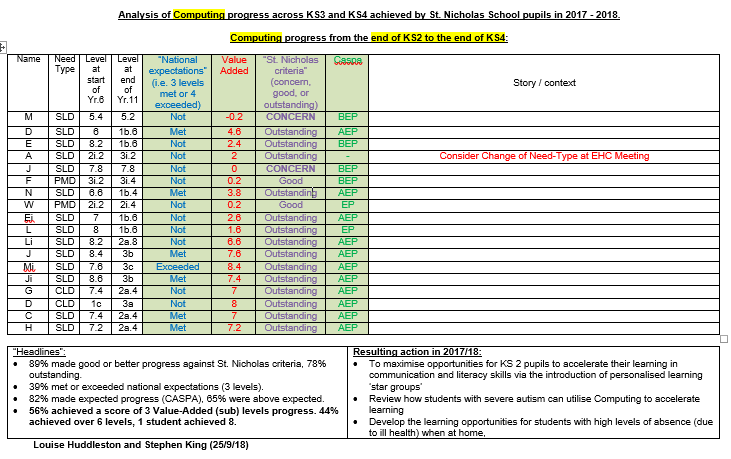 Analysis of Computing progress across KS3 and KS4 achieved by St. Nicholas School pupils in 2017 - 2018.
Computing progress from the end of KS2 to the end of KS4:
Name Need Type Level at start of Yr.6 Level at end of Yr.11 "National expectations" (i.e. 3 levels met or 4 exceeded) Value Added "St. Nicholas criteria" (concern, good, or outstanding) Caspa Story / context
M SLD 5.4 5.2 Not -0.2 CONCERN BEP
D SLD 6 1b.6 Met 4.6 Outstanding AEP
E SLD 8.2 1b.6 Not 2.4 Outstanding BEP
A SLD 2i.2 3i.2 Not 2 Outstanding - Consider Change of Need-Type at EHC Meeting
J SLD 7.8 7.8 Not 0 CONCERN BEP
F PMD 3i.2 3i.4 Not 0.2 Good BEP
N SLD 6.6 1b.4 Met 3.8 Outstanding AEP
W PMD 2i.2 2i.4 Not 0.2 Good EP
Ei SLD 7 1b.6 Not 2.6 Outstanding AEP
L SLD 8 1b.6 Not 1.6 Outstanding EP
Li SLD 8.2 2a.8 Not 6.6 Outstanding AEP
J SLD 8.4 3b Met 7.6 Outstanding AEP
Mi SLD 7.6 3c Exceeded 8.4 Outstanding AEP
Ji SLD 8.6 3b Met 7.4 Outstanding AEP
G CLD 7.4 2a.4 Not 7 Outstanding AEP
D CLD 1c 3a Not 8 Outstanding AEP
C SLD 7.4 2a.4 Met 7 Outstanding AEP
H SLD 7.2 2a.4 Met 7.2 Outstanding AEP
"Headlines":
• 89% made good or better progress against St. Nicholas criteria, 78%
outstanding.
• 39% met or exceeded national expectations (3 levels).
• 82% made expected progress (CASPA), 65% were above expected.
• 56% achieved a score of 3 Value-Added (sub) levels progress. 44%
achieved over 6 levels, 1 student achieved 8.
Resulting action in 2017/18:
• To maximise opportunities for KS 2 pupils to accelerate their learning in
communication and literacy skills via the introduction of personalised learning
'star groups'
• Review how students with severe autism can utilise Computing to accelerate
learning
• Develop the learning opportunities for students with high levels of absence (due
to ill health) when at home,
Louise Huddleston and Stephen King (25/9/18)